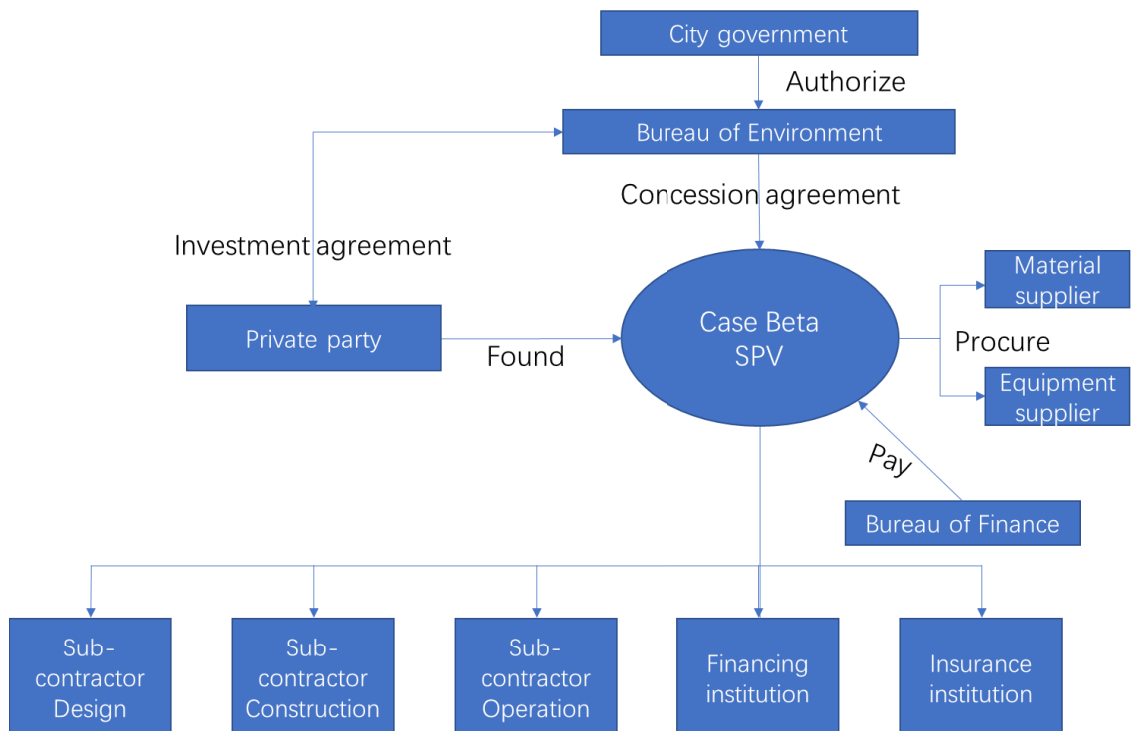 City government
Authorize
Bureau of Environment
Concession agreement
Investment agreement
Material
supplier
Private party
Found
Case Beta
SPV
Procure
Equipment
supplier
Pay
Bureau of Finance
Sub-
contractor
Design
Sub-
contractor
Construction
Sub-
contractor
Operation
Financing
institution
Insurance
institution